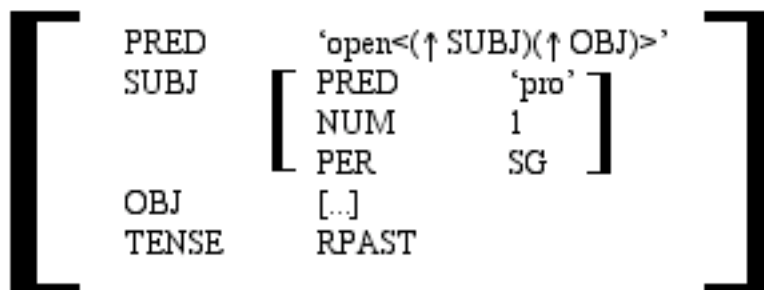 PRED ‘open<(↑ SUBJ)(↑ OBJ)>’
SUBJ PRED ‘pro’
NUM 1
PER SG
OBJ [...]
TENSE RPAST